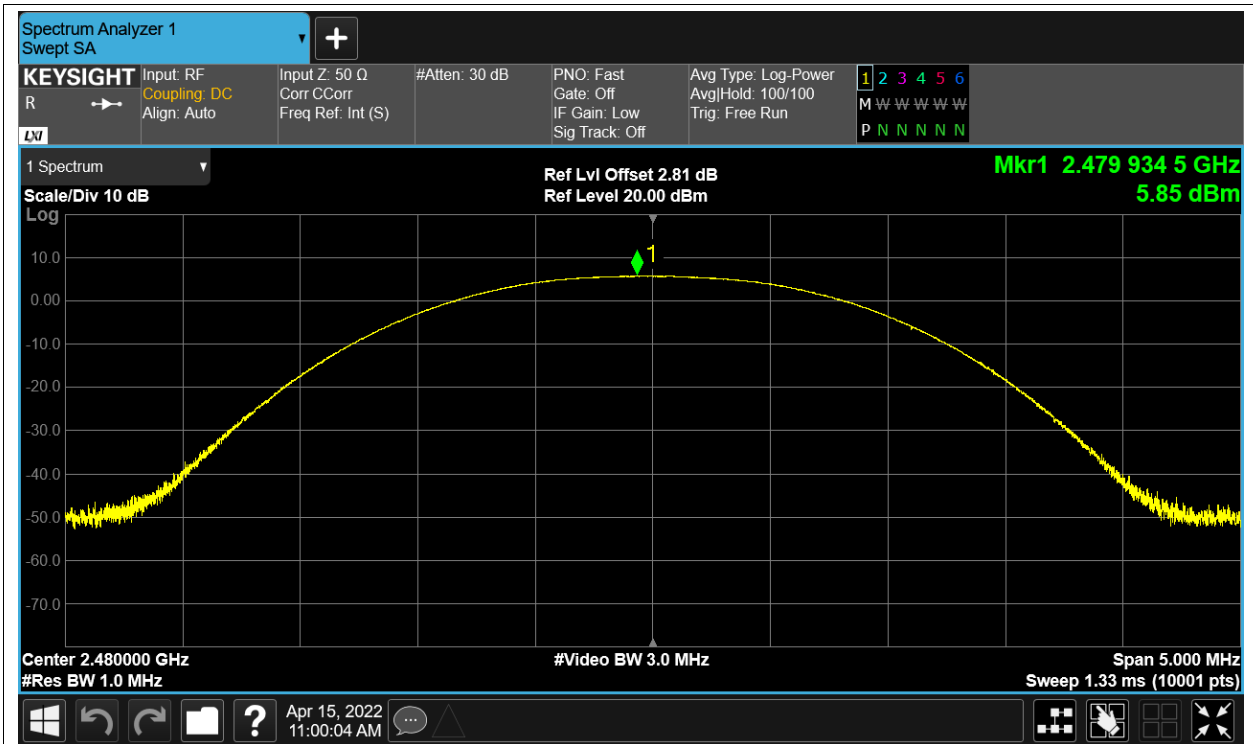 Spectrum Analyzer 1
Swept SA
KEYSIGHT
R
LXI
Input: RF
Coupling: DC
Align: Auto
Input Z: 50 Ω
Corr CCorr
Freq Ref: Int (S)
#Atten: 30 dB
PNO: Fast
Gate: Off
IF Gain: Low
Sig Track: Off
Avg Type: Log-Power
Avg|Hold: 100/100
Trig: Free Run
1 2 3 4 5 6
M W W W W W
P N N N N N
1 Spectrum
Scale/Div 10 dB
Log
Ref Lvl Offset 2.81 dB
Ref Level 20.00 dBm
Mkr1 2.479 934 5 GHz
5.85 dBm
1
10.0
0.00
-10.0
-20.0
-30.0
-40.0
-50.0
-60.0
-70.0
Center 2.480000 GHz
#Res BW 1.0 MHz
#Video BW 3.0 MHz
Span 5.000 MHz
Sweep 1.33 ms (10001 pts)
?
Apr 15, 2022
11:00:04 AM